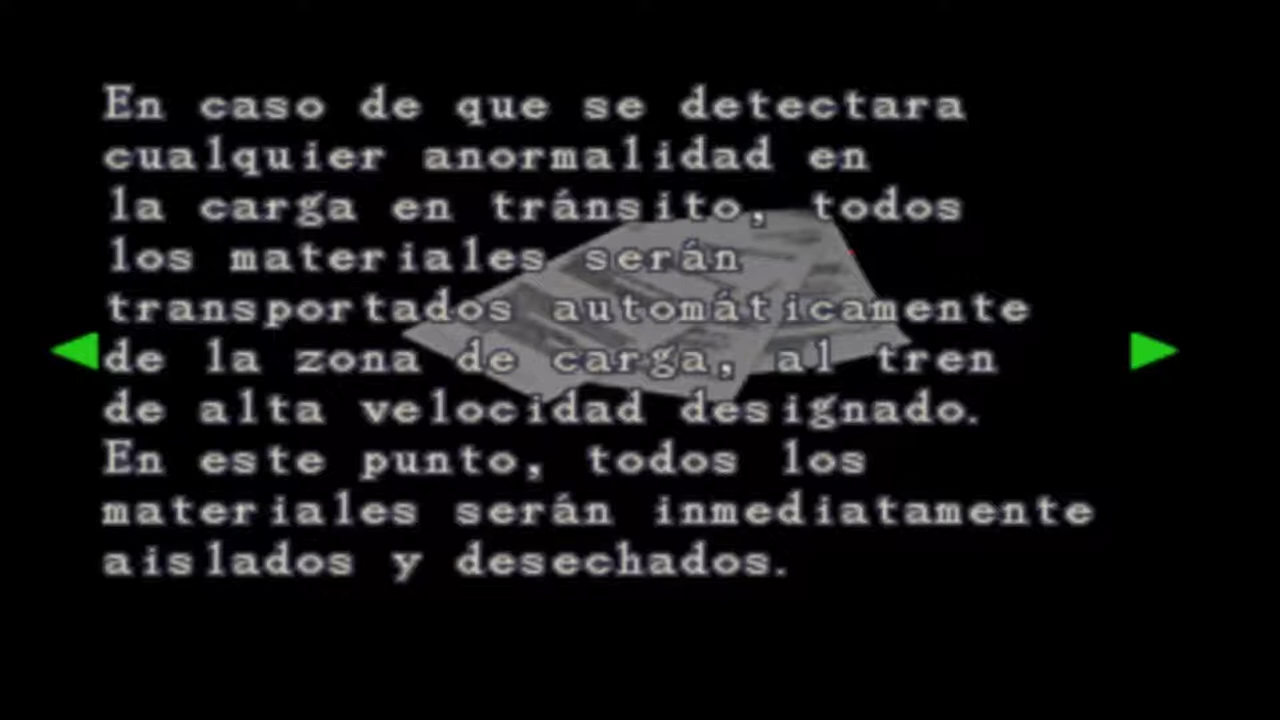 En caso de que se detectara
cualquier anormalidad en
la carga en tránsito, todos
los materiales serán
transportados automáticamente
de la zona de carga, al tren
de alta velocidad designado.
En este punto, todos los
materiales serán inmediatamente
aislados y desechados.